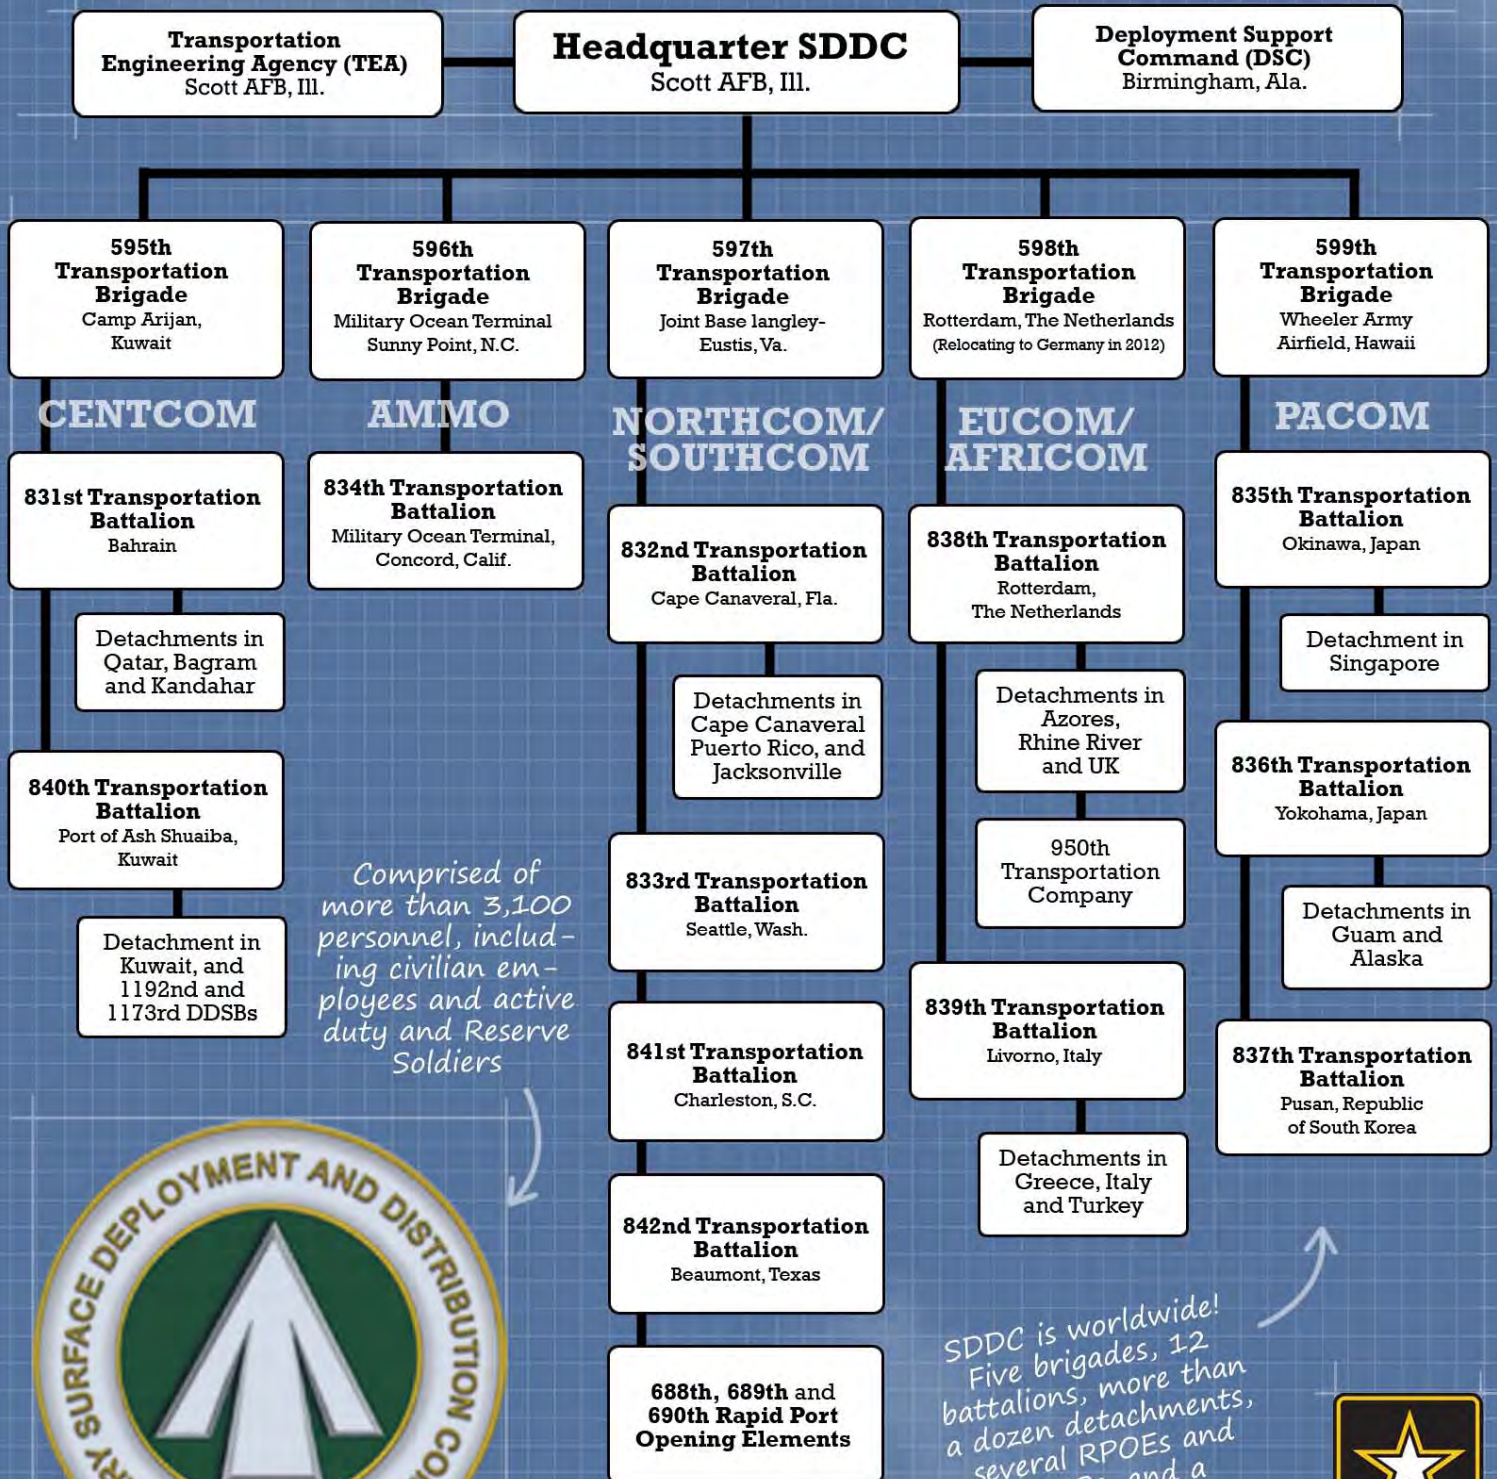 Transportation
Engineering Agency (TEA)
Scott AFB, Ill.
Headquarter SDDC
Scott AFB, Ill.
Deployment Support
Command (DSC)
Birmingham, Ala.
595th
Transportation
Brigade
Camp Arijan,
Kuwait
596th
Transportation
Brigade
Military Ocean Terminal
Sunny Point, N.C.
597th
Transportation
Brigade
Joint Base langley-
Eustis, Va.
598th
Transportation
Brigade
Rotterdam, The Netherlands
(Relocating to Germany in 2012)
599th
Transportation
Brigade
Wheeler Army
Airfield, Hawaii
CENTCOM
831st Transportation
Battalion
Bahrain
Detachments in
Qatar, Bagram
and Kandahar
840th Transportation
Battalion
Port of Ash Shuaiba,
Kuwait
Detachment in
Kuwait, and
1192nd and
1173rd DDSBs
AMMO
834th Transportation
Battalion
Military Ocean Terminal,
Concord, Calif.
NORTHCOM/
SOUTHCOM
832nd Transportation
Battalion
Cape Canaveral, Fla.
Detachments in
Cape Canaveral
Puerto Rico, and
Jacksonville
833rd Transportation
Battalion
Seattle, Wash.
841st Transportation
Battalion
Charleston, S.C.
842nd Transportation
Battalion
Beaumont, Texas
688th, 689th and
690th Rapid Port
Opening Elements
EUCOM/
AFRICOM
838th Transportation
Battalion
Rotterdam,
The Netherlands
Detachments in
Azores,
Rhine River
and UK
950th
Transportation
Company
839th Transportation
Battalion
Livorno, Italy
Detachments in
Greece, Italy
and Turkey
PACOM
835th Transportation
Battalion
Okinawa, Japan
Detachment in
Singapore
836th Transportation
Battalion
Yokohama, Japan
Detachments in
Guam and
Alaska
837th Transportation
Battalion
Pusan, Republic
of South Korea
Comprised of
more than 3,100
personnel, includ-
ing civilian em-
ployees and active
duty and Reserve
Soldiers
SURFACE DEPLOYMENT AND DISTRIBUTION
SDDC is worldwide!
Five brigades, 12
battalions, more than
a dozen detachments,
several RPOEs and
and a